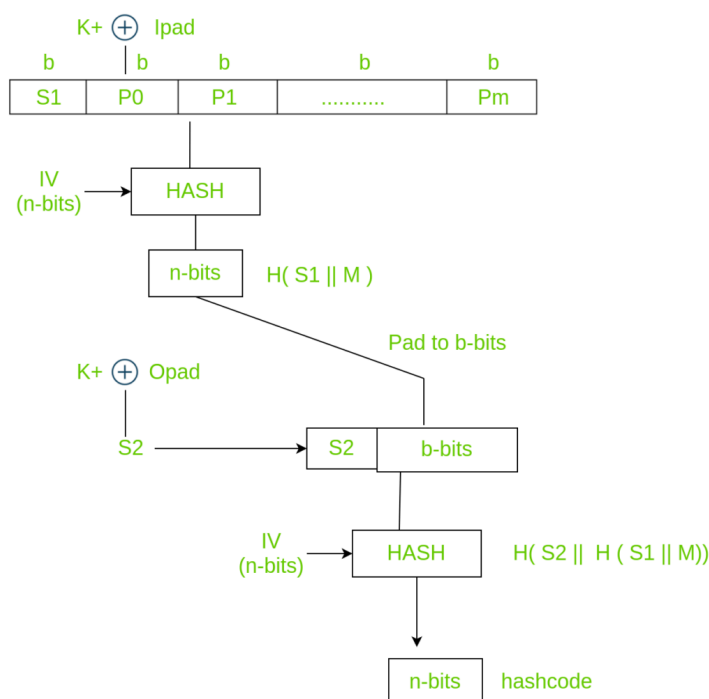 K+ ⊕ Ipad
b b b b b
S1 P0 P1 ........... Pm
IV
(n-bits)
HASH
n-bits H( S1 || M )
Pad to b-bits
K+ ⊕ Opad
S2 S2 b-bits
IV
(n-bits)
HASH H( S2 || H ( S1 || M))
n-bits hashcode